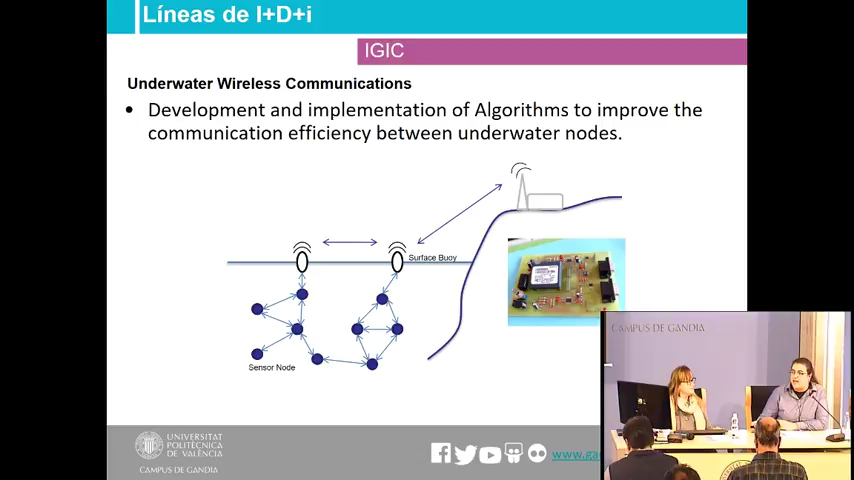 Líneas de I+D+i
IGIC
Underwater Wireless Communications
• Development and implementation of Algorithms to improve the
communication efficiency between underwater nodes.
Surface Buoy
Sensor Node
CAMPUS DE GANDIA
UNIVERSITAT
POLITÈCNICA
DE VALÈNCIA
CAMPUS DE GANDIA